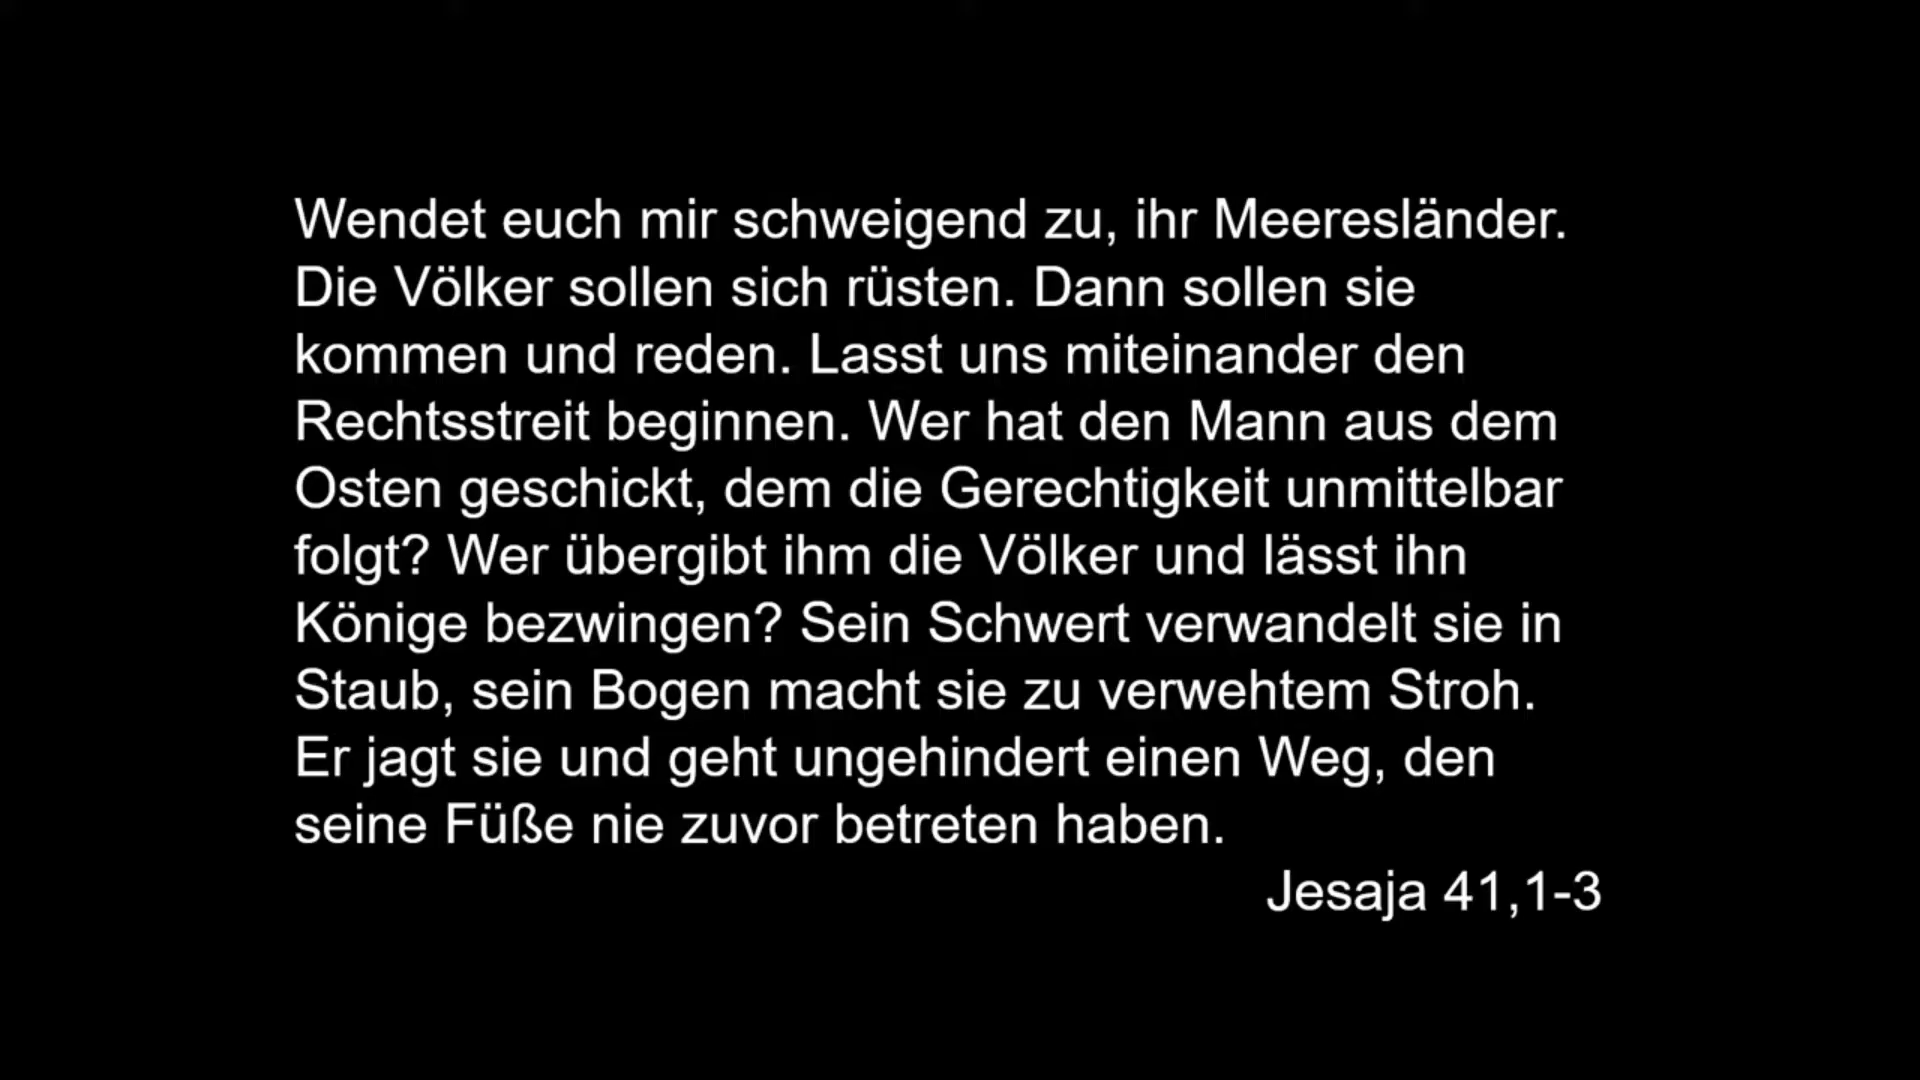 Wendet euch mir schweigend zu, ihr Meeresländer.
Die Völker sollen sich rüsten. Dann sollen sie
kommen und reden. Lasst uns miteinander den
Rechtsstreit beginnen. Wer hat den Mann aus dem
Osten geschickt, dem die Gerechtigkeit unmittelbar
folgt? Wer übergibt ihm die Völker und lässt ihn
Könige bezwingen? Sein Schwert verwandelt sie in
Staub, sein Bogen macht sie zu verwehtem Stroh.
Er jagt sie und geht ungehindert einen Weg, den
seine Füße nie zuvor betreten haben.
Jesaja 41,1-3